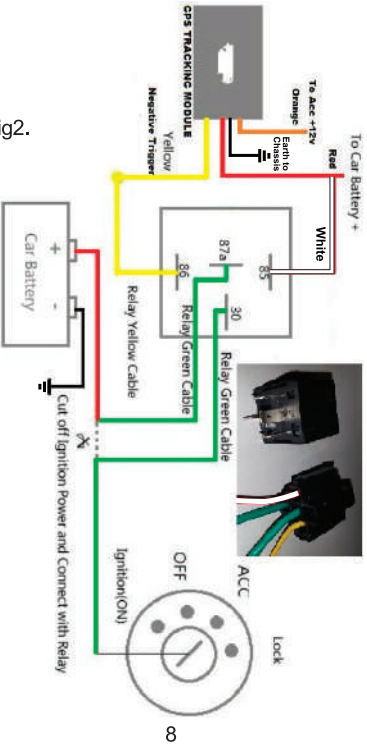 ig2.
GPS TRACKING MODULE
To Acc +12v
Orange
Earth to
Chassis
To Car Battery +
Red
White
Yellow
Negative Trigger
87a
85
86
30
Relay Yellow Cable
Relay Green Cable
Relay Green Cable
+
-
Car Battery
Cut off Ignition Power and Connect with Relay
Ignition(ON)
OFF
ACC
Lock
8